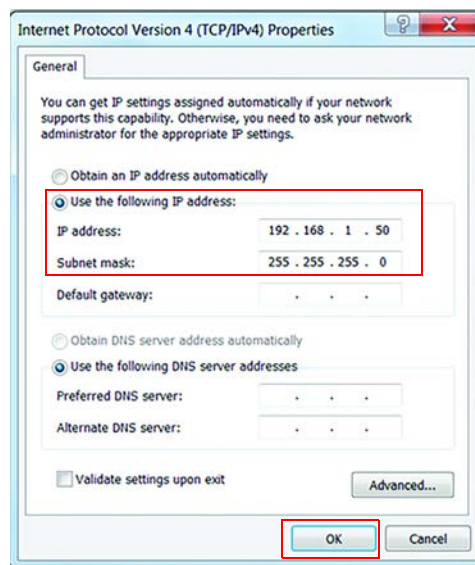 Internet Protocol Version 4 (TCP/IPv4) Properties
General
You can get IP settings assigned automatically if your network
supports this capability. Otherwise, you need to ask your network
administrator for the appropriate IP settings.
Obtain an IP address automatically
Use the following IP address:
IP address: 192 . 168 . 1 . 50
Subnet mask: 255 . 255 . 255 . 0
Default gateway: . . .
Obtain DNS server address automatically
Use the following DNS server addresses
Preferred DNS server: . . .
Alternate DNS server: . . .
Validate settings upon exit
Advanced...
OK Cancel